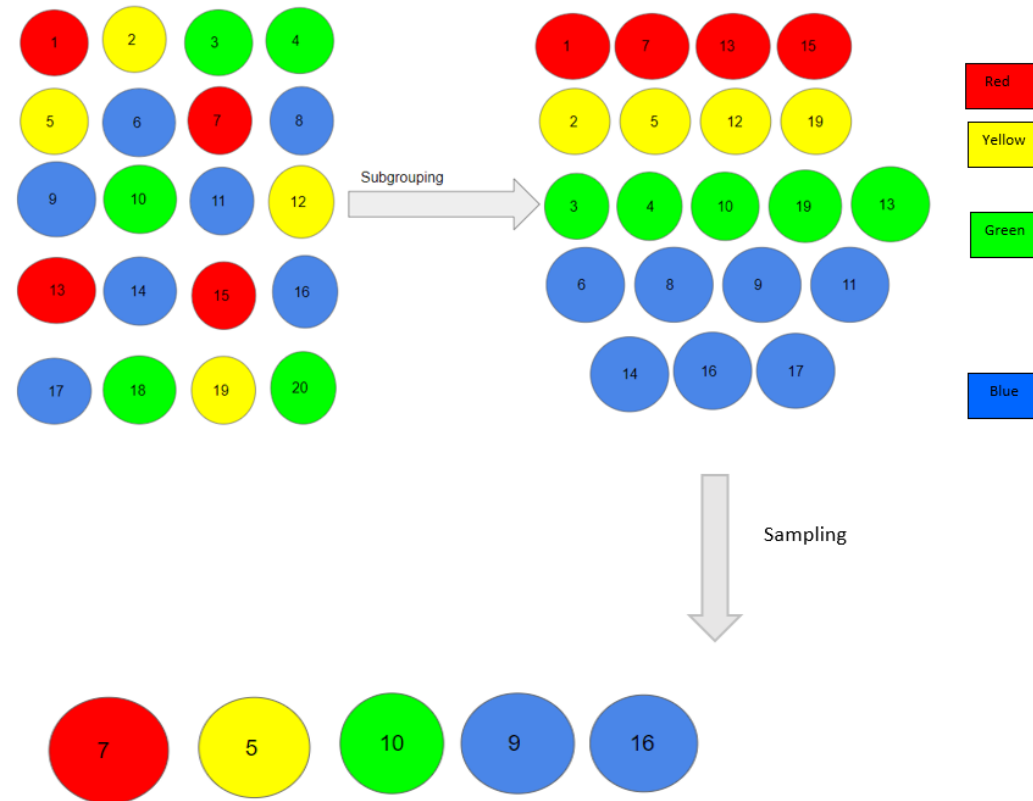 1 2 3 4
5 6 7 8
9 10 11 12
13 14 15 16
17 18 19 20
Subgrouping
1 7 13 15
2 5 12 19
3 4 10 19 13
6 8 9 11
14 16 17
Red
Yellow
Green
Blue
Sampling
7 5 10 9 16